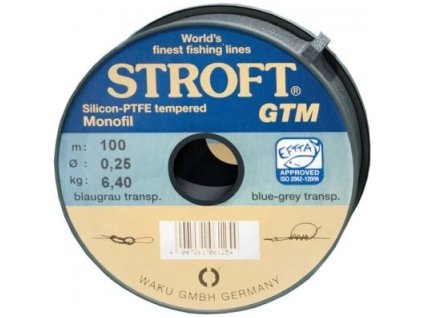 World's
finest fishing lines
STROFT®
GTM
Silicon-PTFE tempered
Monofil
m: 100
Ø: 0,25
kg: 6,40
EFTTA
APPROVED
blaugrau transp.
blue-grey transp.
WAKU GMBH GERMANY